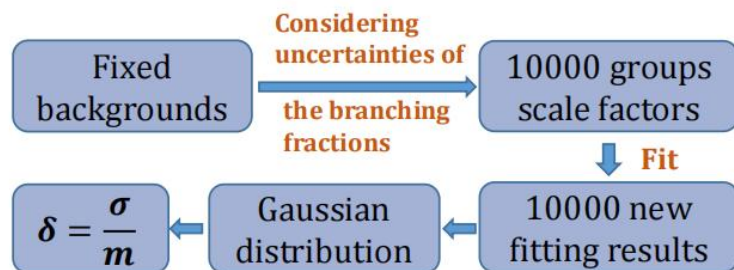 Fixed
backgrounds
Considering
uncertainties of
the branching
fractions
10000 groups
scale factors
Fit
10000 new
fitting results
Gaussian
distribution
δ = σ/m